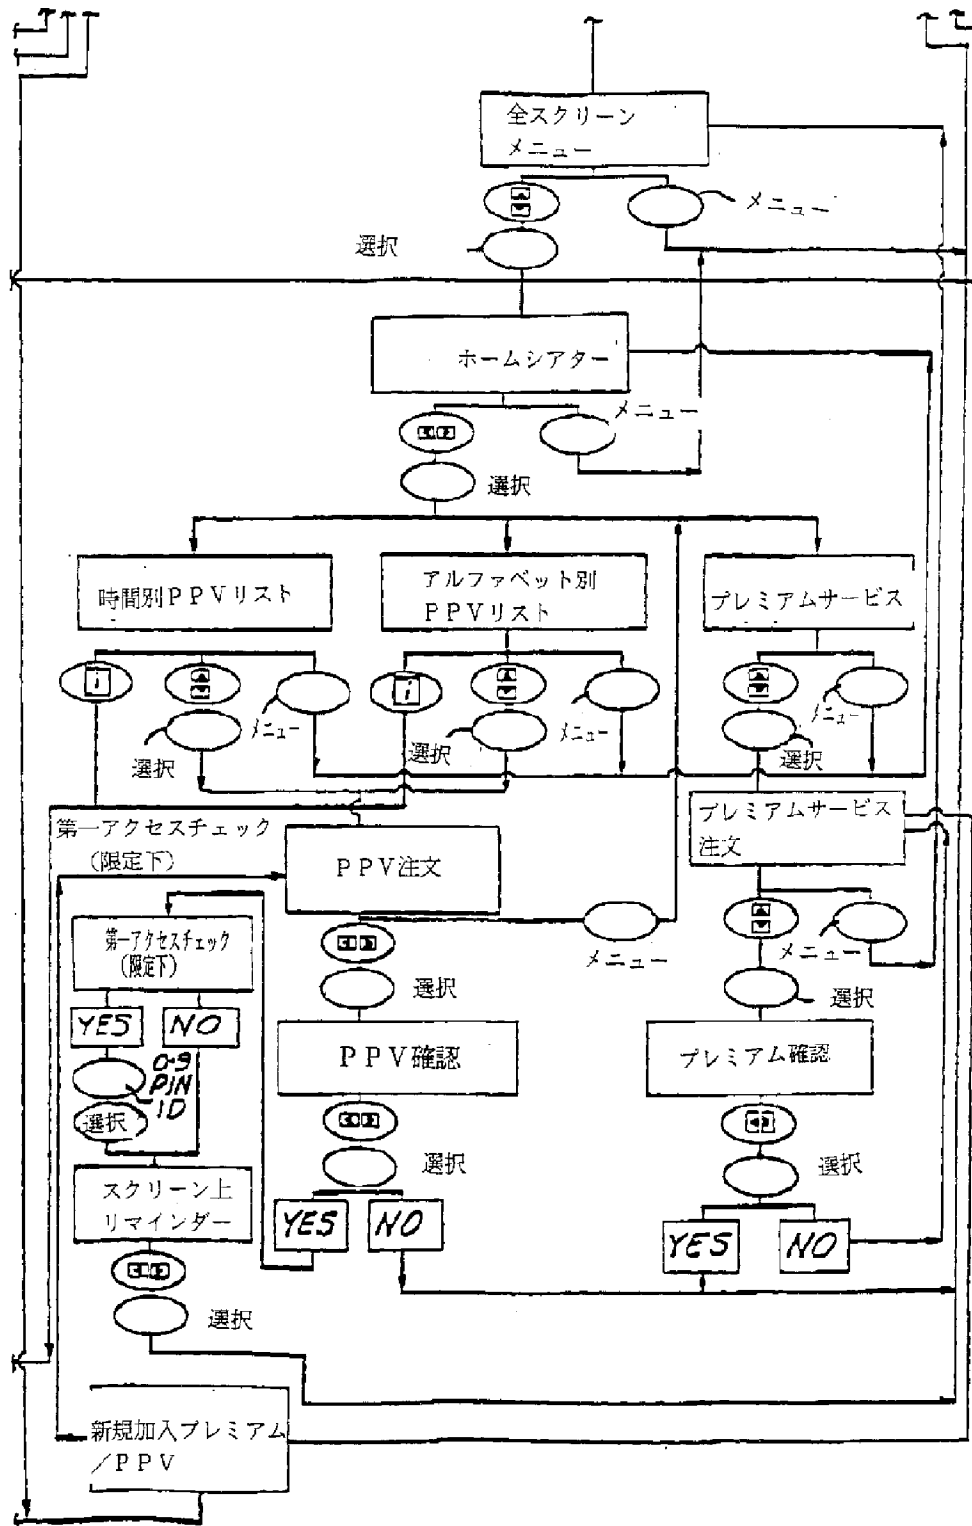 全スクリーン
メニュー
メニュー
選択
ホームシアター
メニュー
選択
時間別PPVリスト
アルファベット別
PPVリスト
プレミアムサービス
i
i
メニュー
メニュー
メニュー
選択
選択
選択
第一アクセスチェック
(限定下)
PPV注文
プレミアムサービス
注文
第一アクセスチェック
(限定下)
メニュー
メニュー
選択
選択
YES
NO
0-9
PIN
ID
選択
PPV確認
プレミアム確認
選択
選択
スクリーン上
リマインダー
YES
NO
YES
NO
選択
新規加入プレミアム
/PPV